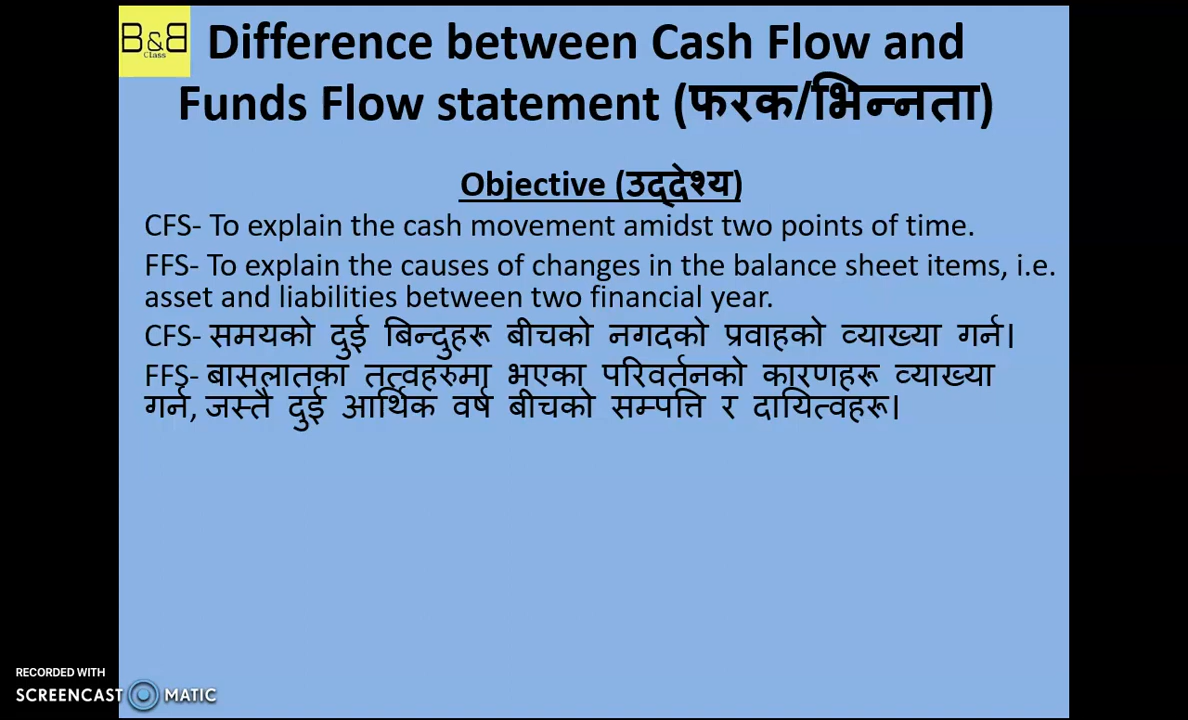 B&B
Class
Difference between Cash Flow and
Funds Flow statement (फरक/भिन्नता)
Objective (उद्देश्य)
CFS- To explain the cash movement amidst two points of time.
FFS- To explain the causes of changes in the balance sheet items, i.e.
asset and liabilities between two financial year.
CFS- समयको दुई बिन्दुहरू बीचको नगदको प्रवाहको व्याख्या गर्न।
FFS- बासलातका तत्वहरुमा भएका परिवर्तनको कारणहरू व्याख्या
गर्न, जस्तै दुई आर्थिक वर्ष बीचको सम्पत्ति र दायित्वहरू।
RECORDED WITH
SCREENCAST MATIC